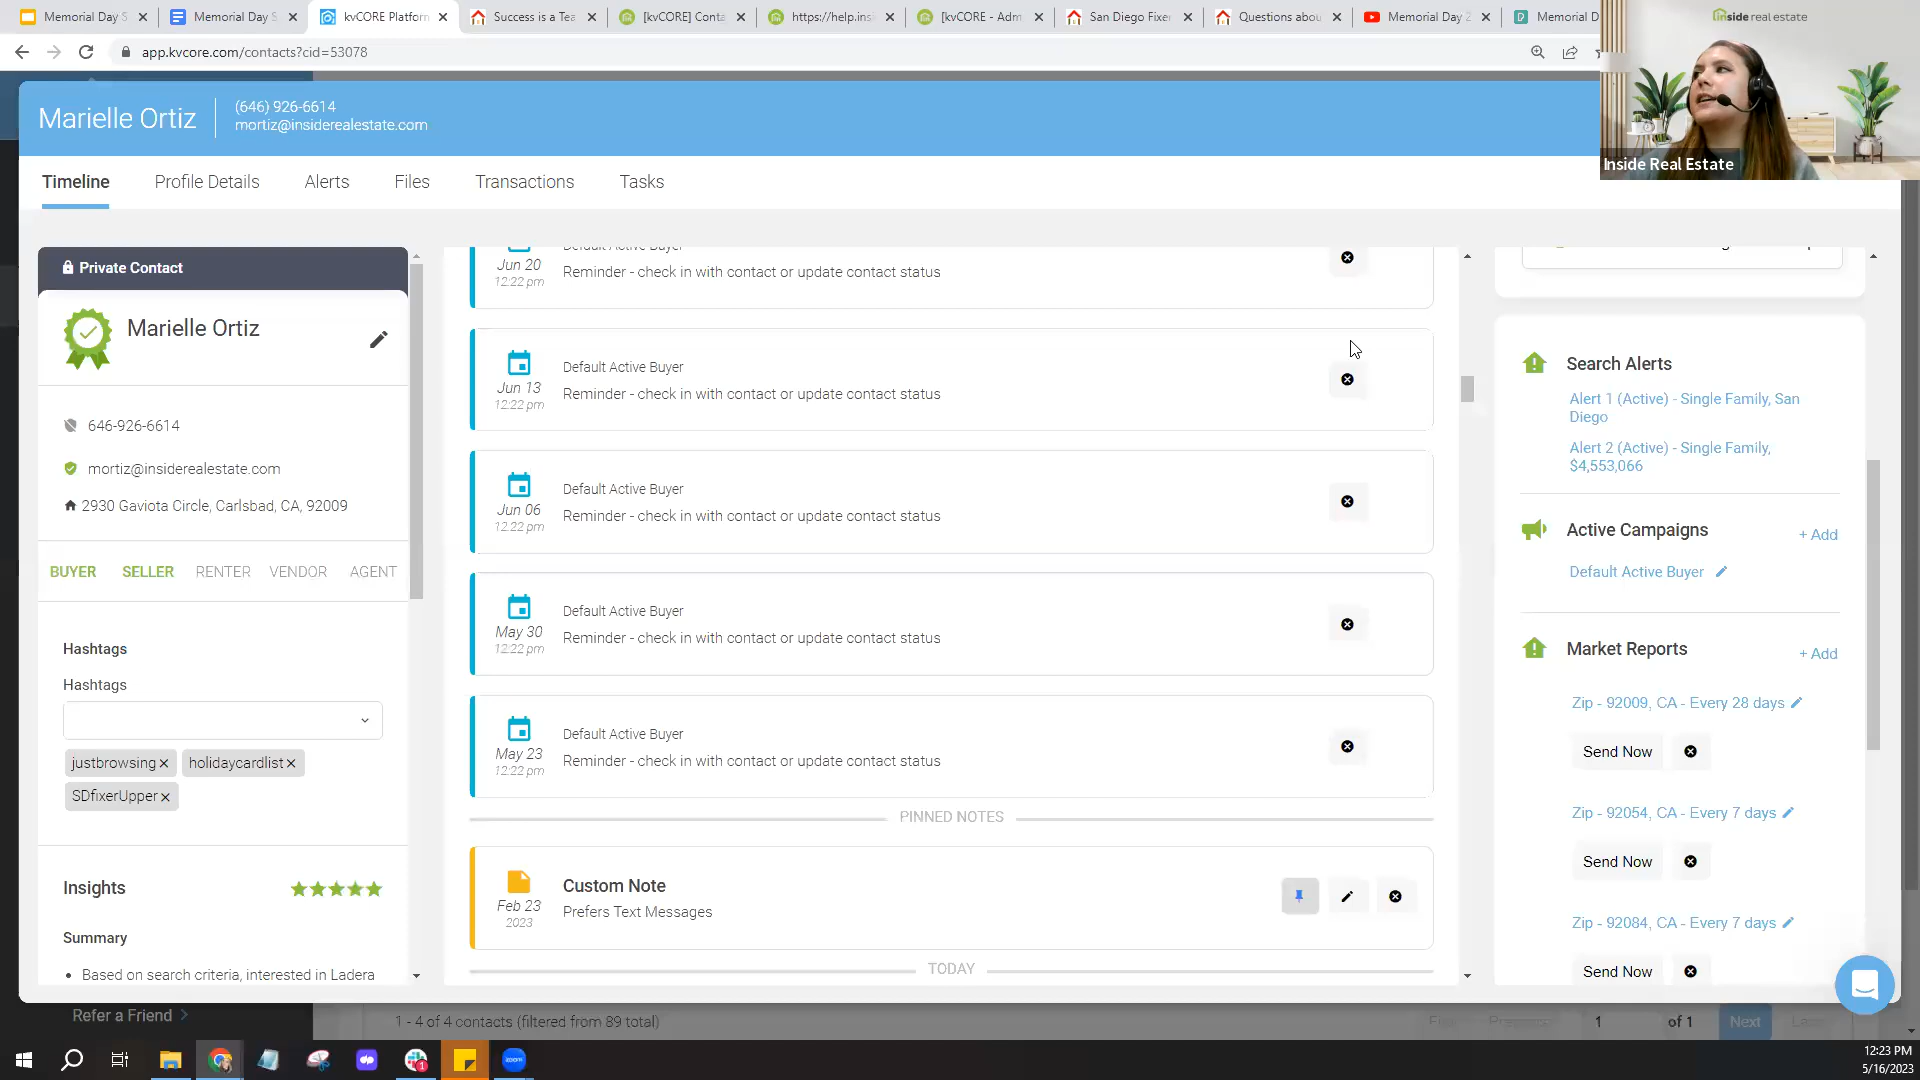 Memorial Day S
Memorial Day S
kvCORE Platform
Success is a Tea
[kvCORE] Conta
https://help.insi
[kvCORE - Adm
San Diego Fixer
Questions abou
Memorial Day 2
Memorial D
inside real estate
app.kvcore.com/contacts?cid=53078
Marielle Ortiz
(646) 926-6614
mortiz@insiderealestate.com
Inside Real Estate
Timeline
Profile Details
Alerts
Files
Transactions
Tasks
Private Contact
Marielle Ortiz
646-926-6614
mortiz@insiderealestate.com
2930 Gaviota Circle, Carlsbad, CA, 92009
BUYER SELLER RENTER VENDOR AGENT
Hashtags
Hashtags
justbrowsing
holidaycardlist
SDfixerUpper
Insights
Summary
Based on search criteria, interested in Ladera
Default Active Buyer
Jun 20
12:22 pm
Reminder - check in with contact or update contact status
Jun 13
12:22 pm
Default Active Buyer
Reminder - check in with contact or update contact status
Jun 06
12:22 pm
Default Active Buyer
Reminder - check in with contact or update contact status
May 30
12:22 pm
Default Active Buyer
Reminder - check in with contact or update contact status
May 23
12:22 pm
Default Active Buyer
Reminder - check in with contact or update contact status
PINNED NOTES
Feb 23
2023
Custom Note
Prefers Text Messages
TODAY
Search Alerts
Alert 1 (Active) - Single Family, San
Diego
Alert 2 (Active) - Single Family,
$4,553,066
Active Campaigns
+ Add
Default Active Buyer
Market Reports
+ Add
Zip - 92009, CA - Every 28 days
Send Now
Zip - 92054, CA - Every 7 days
Send Now
Zip - 92084, CA - Every 7 days
Send Now
Refer a Friend
1 - 4 of 4 contacts (filtered from 89 total)
1
of 1
Next
1
zoom
12:23 PM
5/16/2023